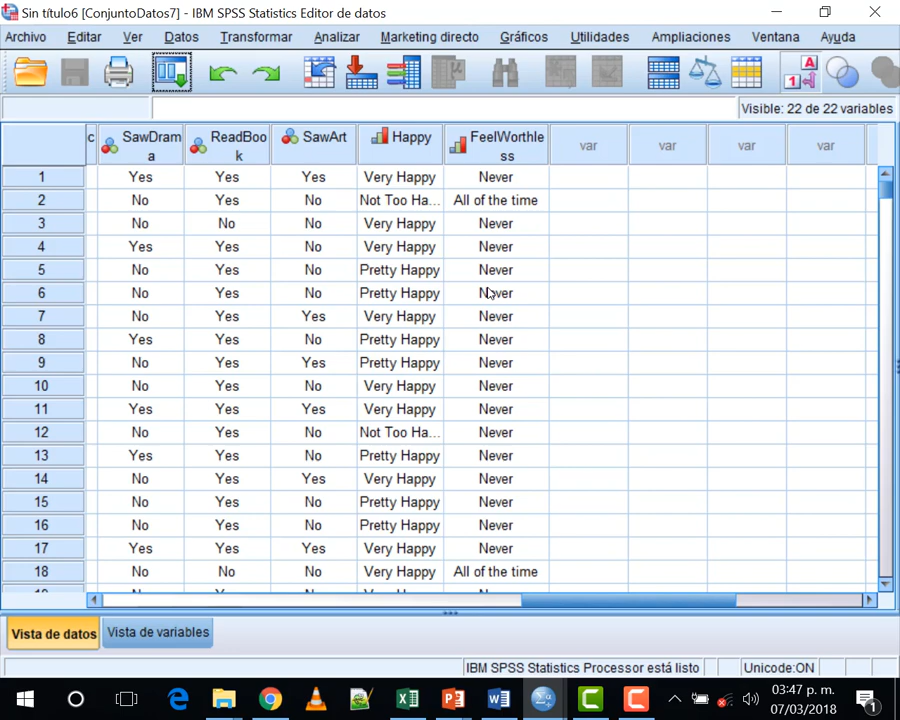 Sin título6 [ConjuntoDatos7] - IBM SPSS Statistics Editor de datos
Archivo Editar Ver Datos Transformar Analizar Marketing directo Gráficos Utilidades Ampliaciones Ventana Ayuda
Visible: 22 de 22 variables
c SawDram a ReadBoo k SawArt Happy FeelWorthle ss var var var var
1 Yes Yes Yes Very Happy Never
2 No Yes No Not Too Ha... All of the time
3 No No No Very Happy Never
4 Yes Yes No Very Happy Never
5 No Yes No Pretty Happy Never
6 No Yes No Pretty Happy Never
7 No Yes Yes Very Happy Never
8 Yes Yes No Pretty Happy Never
9 No Yes Yes Pretty Happy Never
10 No Yes No Very Happy Never
11 Yes Yes Yes Very Happy Never
12 No Yes No Not Too Ha... Never
13 Yes Yes No Pretty Happy Never
14 No Yes Yes Very Happy Never
15 No Yes No Pretty Happy Never
16 No Yes No Pretty Happy Never
17 Yes Yes Yes Very Happy Never
18 No No No Very Happy All of the time
Vista de datos Vista de variables
IBM SPSS Statistics Processor está listo Unicode:ON
03:47 p. m.
07/03/2018
1